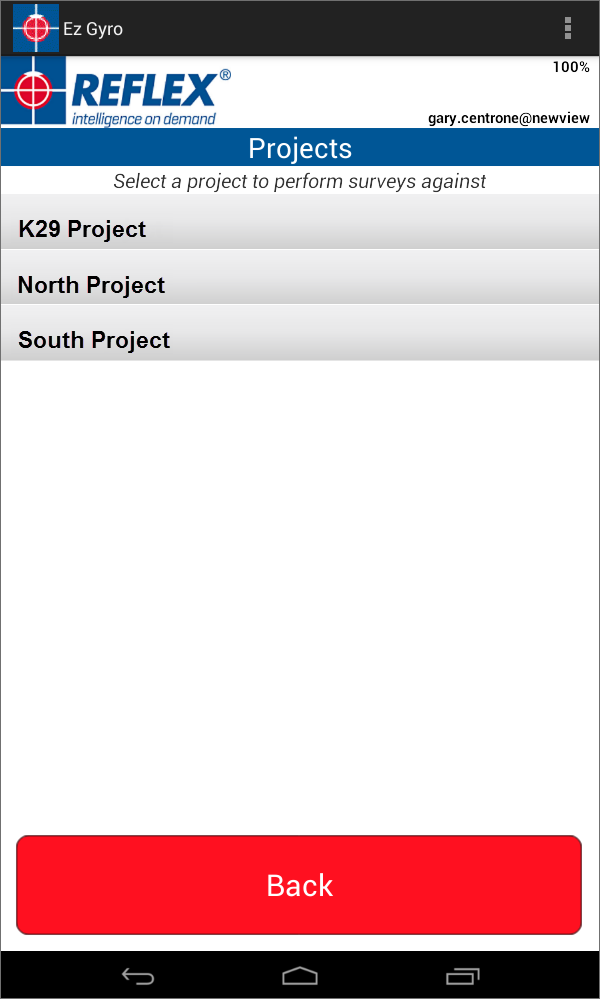 Ez Gyro
100%
REFLEX®
intelligence on demand
gary.centrone@newview
Projects
Select a project to perform surveys against
K29 Project
North Project
South Project
Back